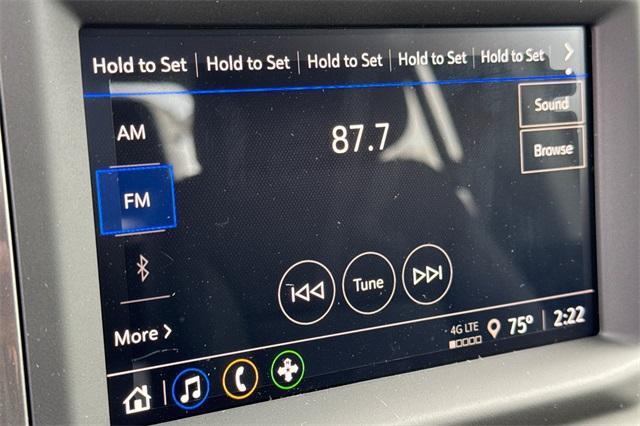 Hold to Set Hold to Set Hold to Set Hold to Set Hold to Set >
AM
87.7
Sound
Browse
FM
Tune
More >
4G LTE
75° 2:22